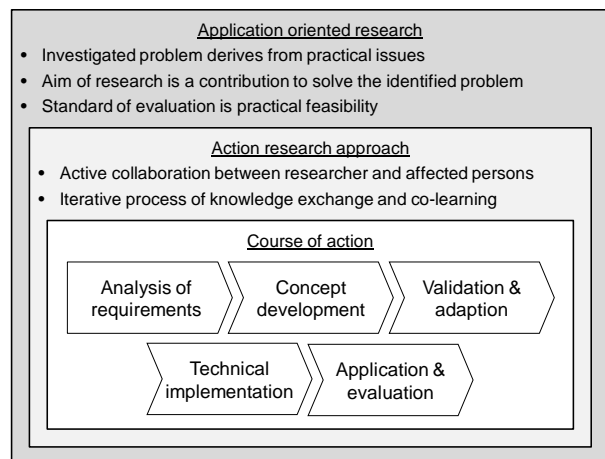 Application oriented research
• Investigated problem derives from practical issues
• Aim of research is a contribution to solve the identified problem
• Standard of evaluation is practical feasibility
Action research approach
• Active collaboration between researcher and affected persons
• Iterative process of knowledge exchange and co-learning
Course of action
Analysis of
requirements
Concept
development
Validation &
adaption
Technical
implementation
Application &
evaluation